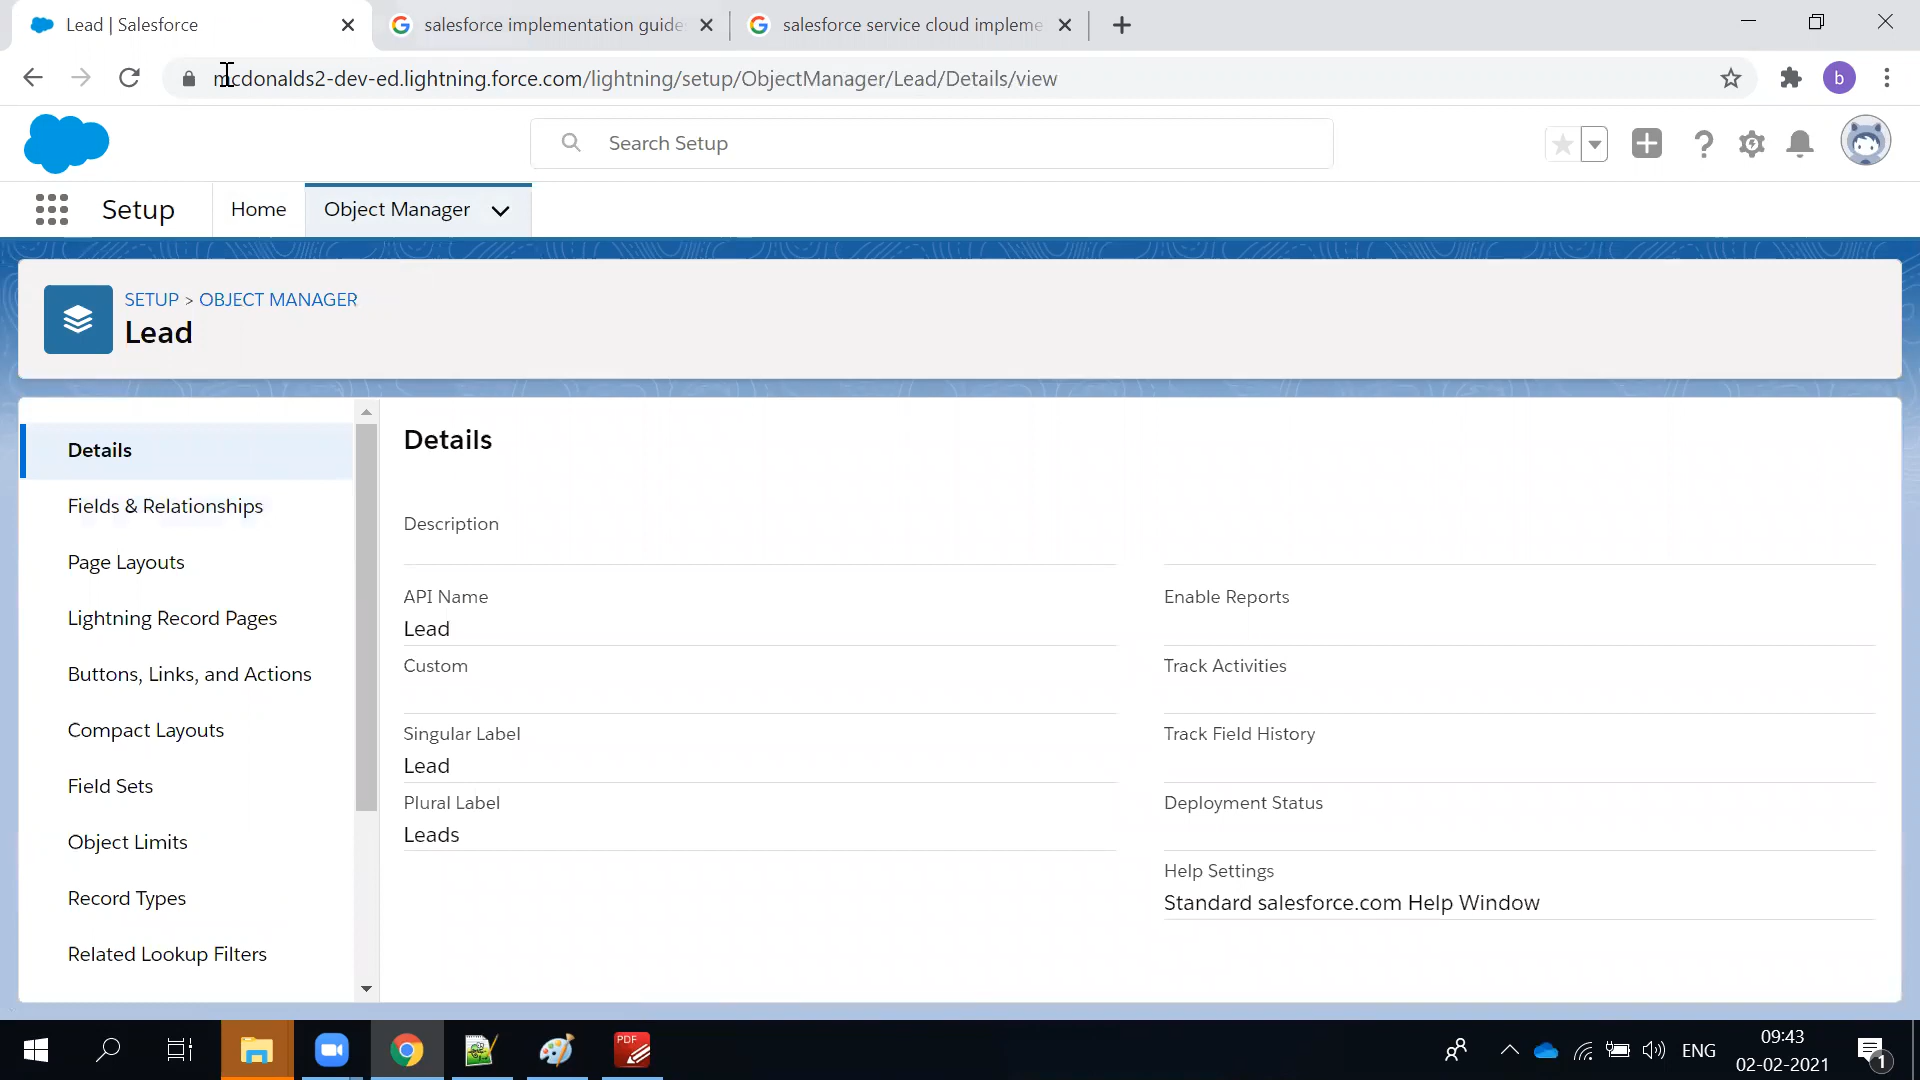 Lead | Salesforce
salesforce implementation guide
salesforce service cloud impleme
mcdonalds2-dev-ed.lightning.force.com/lightning/setup/ObjectManager/Lead/Details/view
b
Search Setup
Setup
Home
Object Manager
SETUP > OBJECT MANAGER
Lead
Details
Fields & Relationships
Page Layouts
Lightning Record Pages
Buttons, Links, and Actions
Compact Layouts
Field Sets
Object Limits
Record Types
Related Lookup Filters
Details
Description
API Name
Lead
Custom
Singular Label
Lead
Plural Label
Leads
Enable Reports
Track Activities
Track Field History
Deployment Status
Help Settings
Standard salesforce.com Help Window
PDF
ENG
09:43
02-02-2021
1